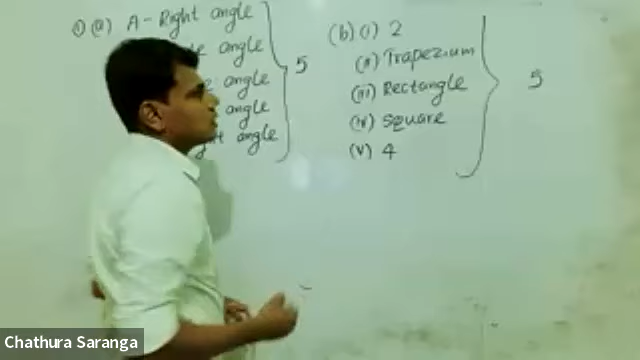 ① (a) A - Right angle
angle
angle
angle
angle
5
(b) (i) 2
(ii) Trapezium
(iii) Rectangle
(iv) Square
(v) 4
5
Chathura Saranga